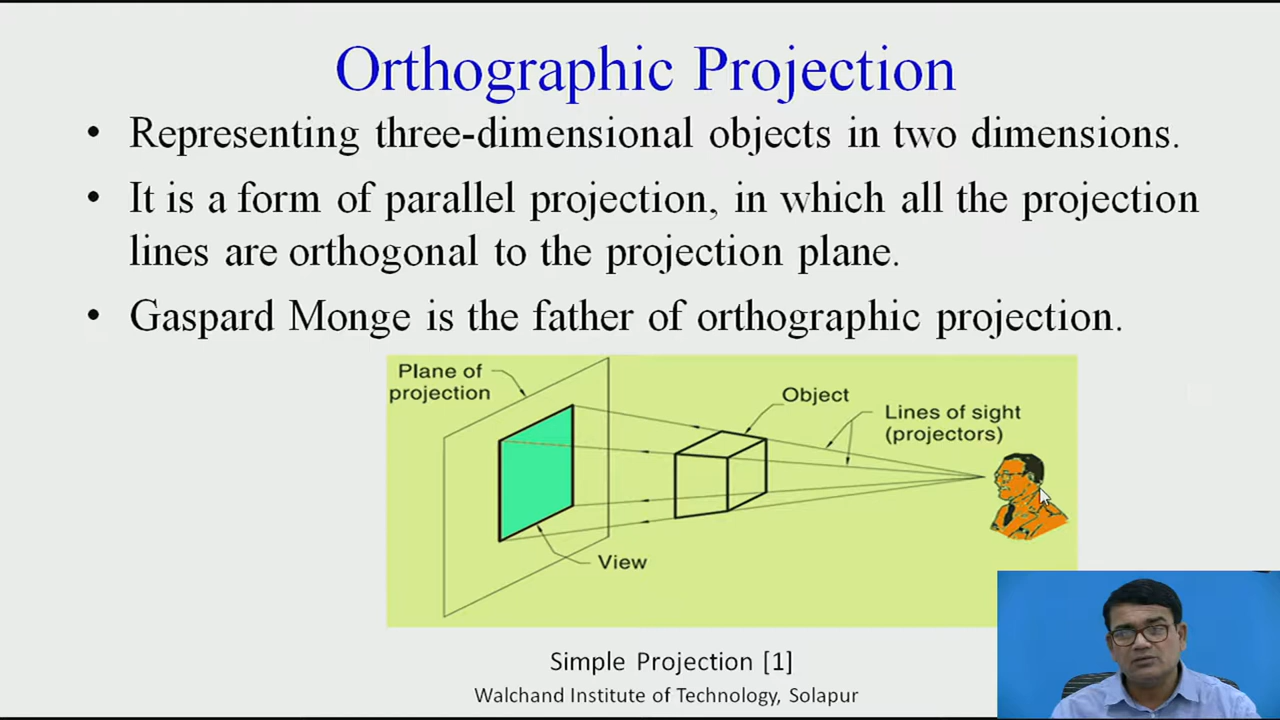 Orthographic Projection
• Representing three-dimensional objects in two dimensions.
• It is a form of parallel projection, in which all the projection
lines are orthogonal to the projection plane.
• Gaspard Monge is the father of orthographic projection.
Plane of
projection
Object
Lines of sight
(projectors)
View
Simple Projection [1]
Walchand Institute of Technology, Solapur